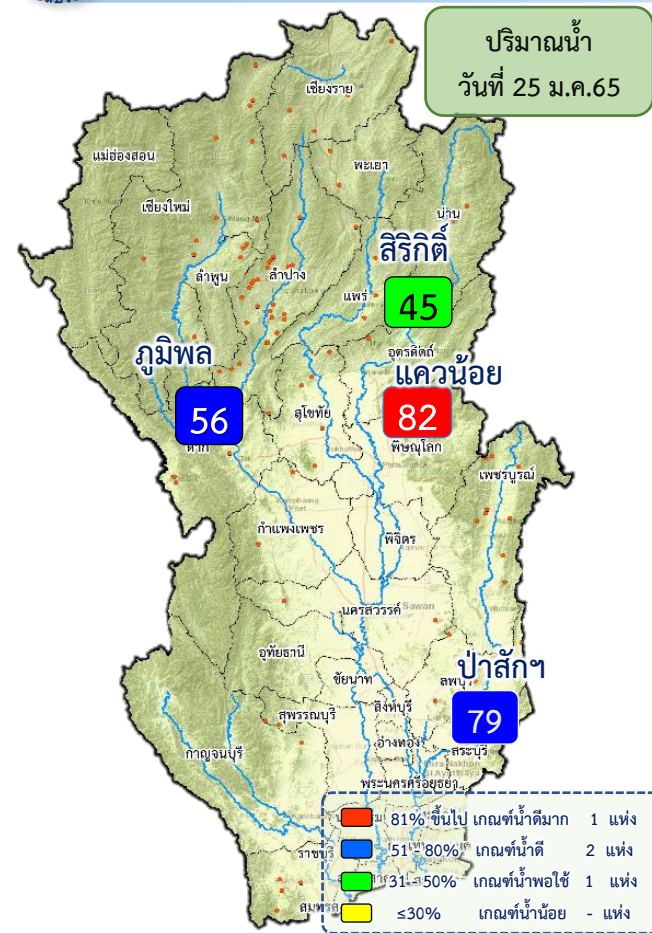 ปริมาณน้ำ
วันที่ 25 ม.ค.65
เชียงราย
แม่ฮ่องสอน
พะเยา
เชียงใหม่
น่าน
สิริกิติ์
ลำพูน
ลำปาง
แพร่
45
อุตรดิตถ์
ภูมิพล
แควน้อย
56
สุโขทัย
82
ตาก
พิษณุโลก
เพชรบูรณ์
กำแพงเพชร
พิจิตร
นครสวรรค์
Sawan
อุทัยธานี
ป่าสักฯ
ชัยนาท
ลพบุรี
สิงห์บุรี
สุพรรณบุรี
79
อ่างทอง
สระบุรี
กาญจนบุรี
พระนครศรีอยุธยา
81% ขึ้นไป เกณฑ์น้ำดีมาก 1 แห่ง
51 - 80% เกณฑ์น้ำดี 2 แห่ง
ราชบุรี
31 - 50% เกณฑ์น้ำพอใช้ 1 แห่ง
≤30% เกณฑ์น้ำน้อย - แห่ง